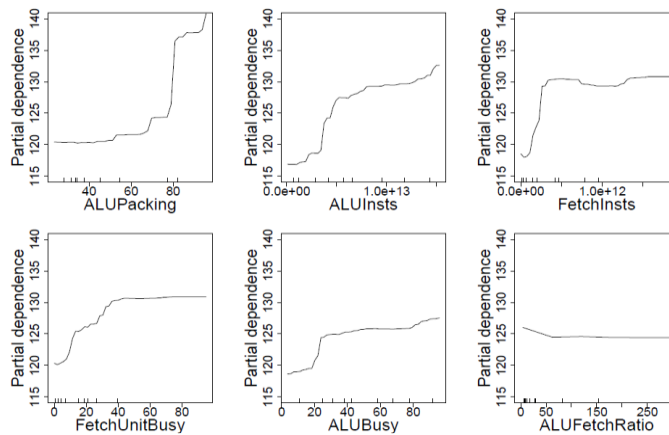 Partial dependence
115 120 125 130 135 140
40 60 80
ALUPacking
Partial dependence
115 120 125 130 135 140
0.0e+00 1.0e+13
ALUInsts
Partial dependence
115 120 125 130 135 140
0.0e+00 1.0e+12
FetchInsts
Partial dependence
115 120 125 130 135 140
0 20 40 60 80
FetchUnitBusy
Partial dependence
115 120 125 130 135 140
0 20 40 60 80
ALUBusy
Partial dependence
115 120 125 130 135 140
0 50 150 250
ALUFetchRatio